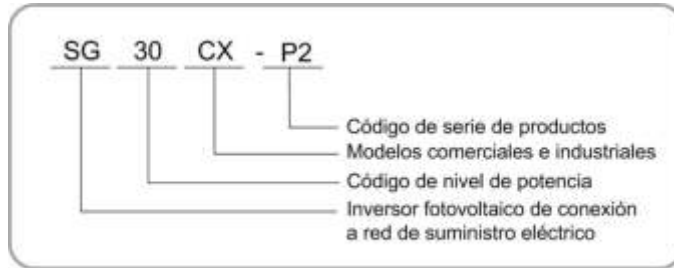 SG 30 CX - P2
Código de serie de productos
Modelos comerciales e industriales
Código de nivel de potencia
Inversor fotovoltaico de conexión
a red de suministro eléctrico